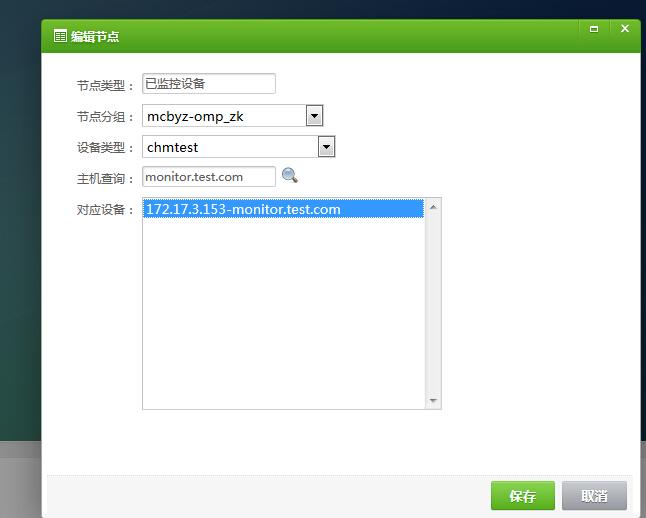 编辑节点
节点类型： 已监控设备
节点分组： mcbyz-omp_zk
设备类型： chmtest
主机查询： monitor.test.com
对应设备： 172.17.3.153-monitor.test.com
保存 取消